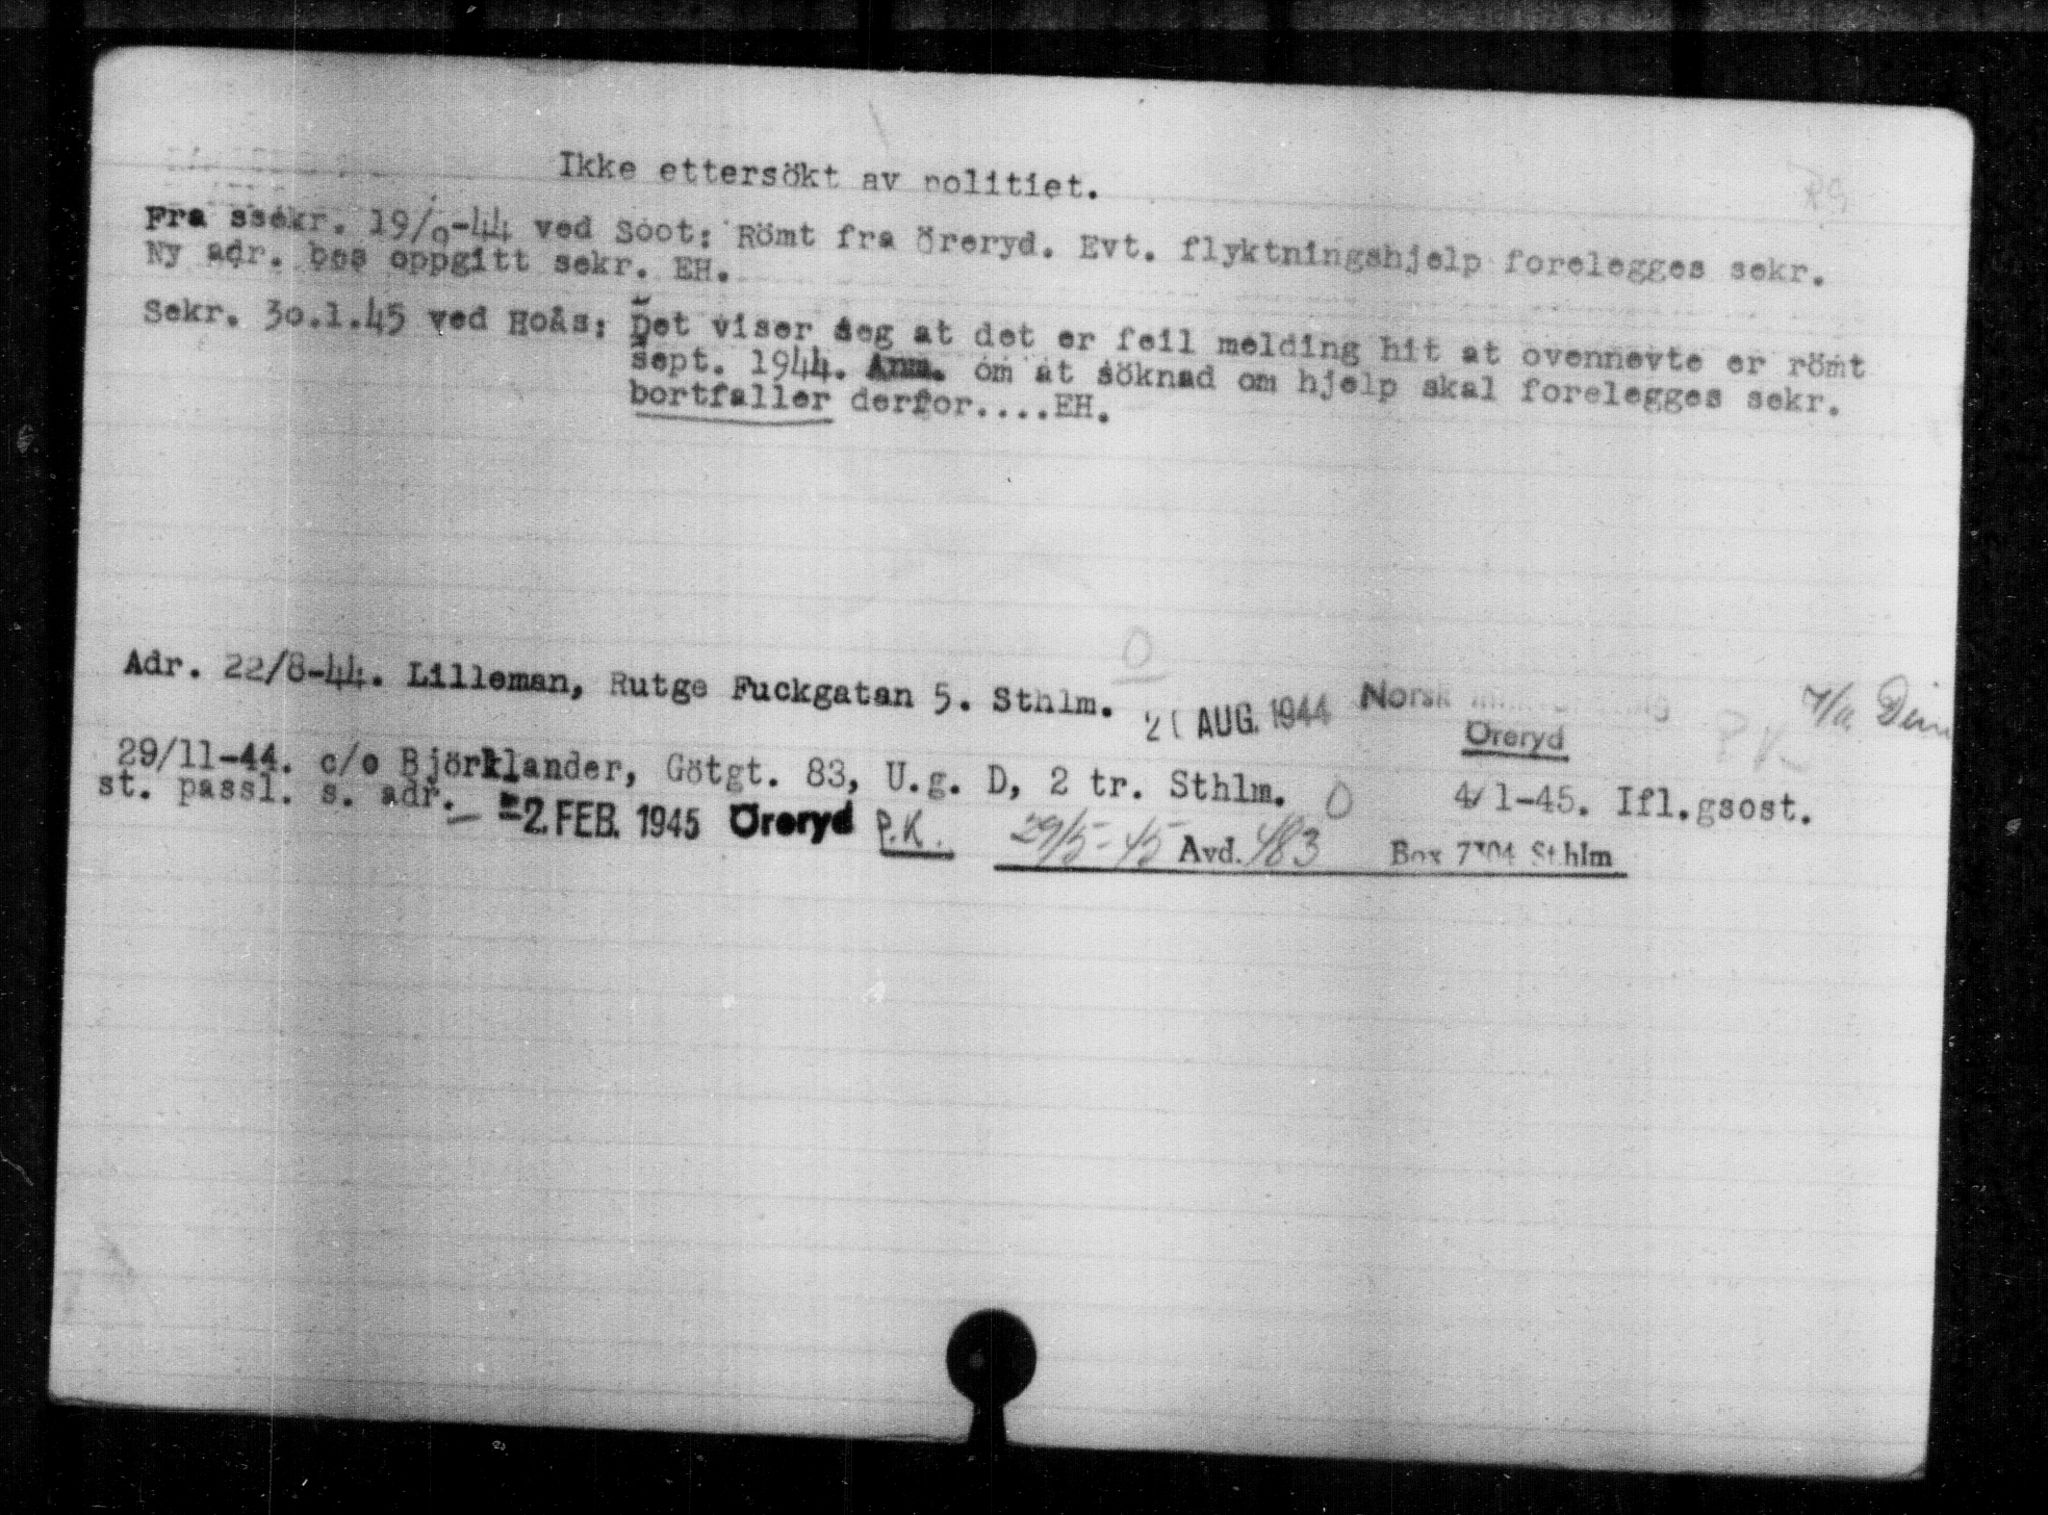 Ikke ettersökt av politiet.
Fra ssekr. 19/9-44 ved Soot: Römt fra Öreryd. Evt. flyktningshjelp forelegges sekr.
Ny adr. bes oppgitt sekr. EH.
Sekr. 30.1.45 ved Hoås: Det viser seg at det er feil melding hit at ovennevte er römt
sept. 1944. Anm. om at söknad om hjelp skal forelegges sekr.
bortfaller derfor....EH.
Adr. 22/8-44. Lilleman, Rutge Fuckgatan 5. Sthlm. AUG. 1944 Norsk
Öreryd
29/11-44. c/o Björklander, Götgt. 83, U.g. D, 2 tr. Sthlm. O 4/1-45. Ifl.gsost.
st. passl. s. adr. -2. FEB. 1945 Öreryd P.K. 29/5-45 Avd. 483 Box 7304 Sthlm